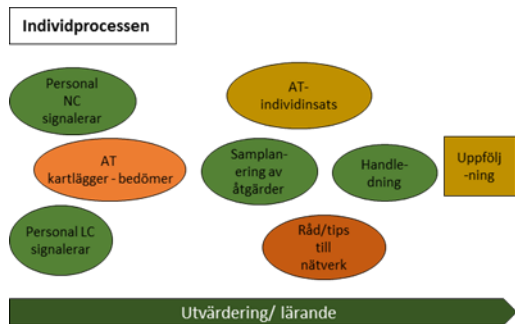 Individprocessen
Personal
NC
signalerar
AT
kartlägger - bedömer
Personal LC
signalerar
AT-
individinsats
Samplan-
ering av
åtgärder
Handle-
dning
Uppfölj
-ning
Råd/tips
till
nätverk
Utvärdering/ lärande